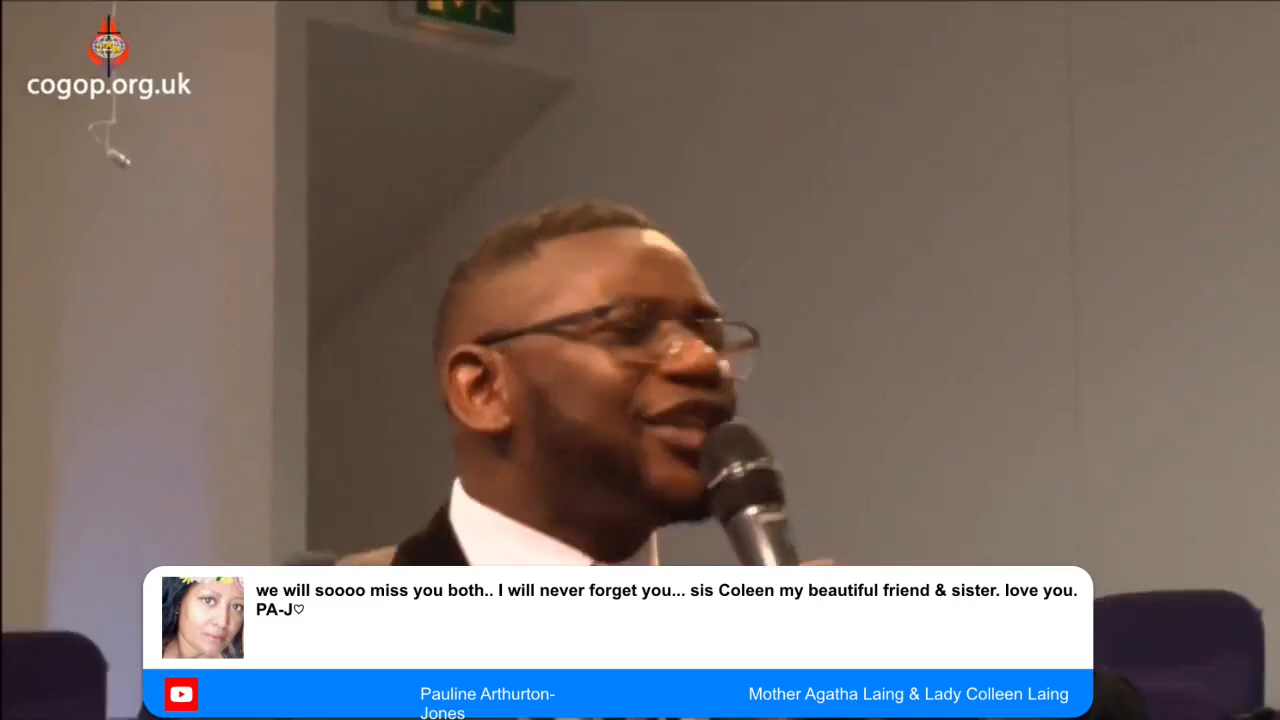 cogop.org.uk
we will soooo miss you both.. I will never forget you... sis Coleen my beautiful friend & sister. love you.
PA-J♡
Pauline Arthurton-
Jones
Mother Agatha Laing & Lady Colleen Laing